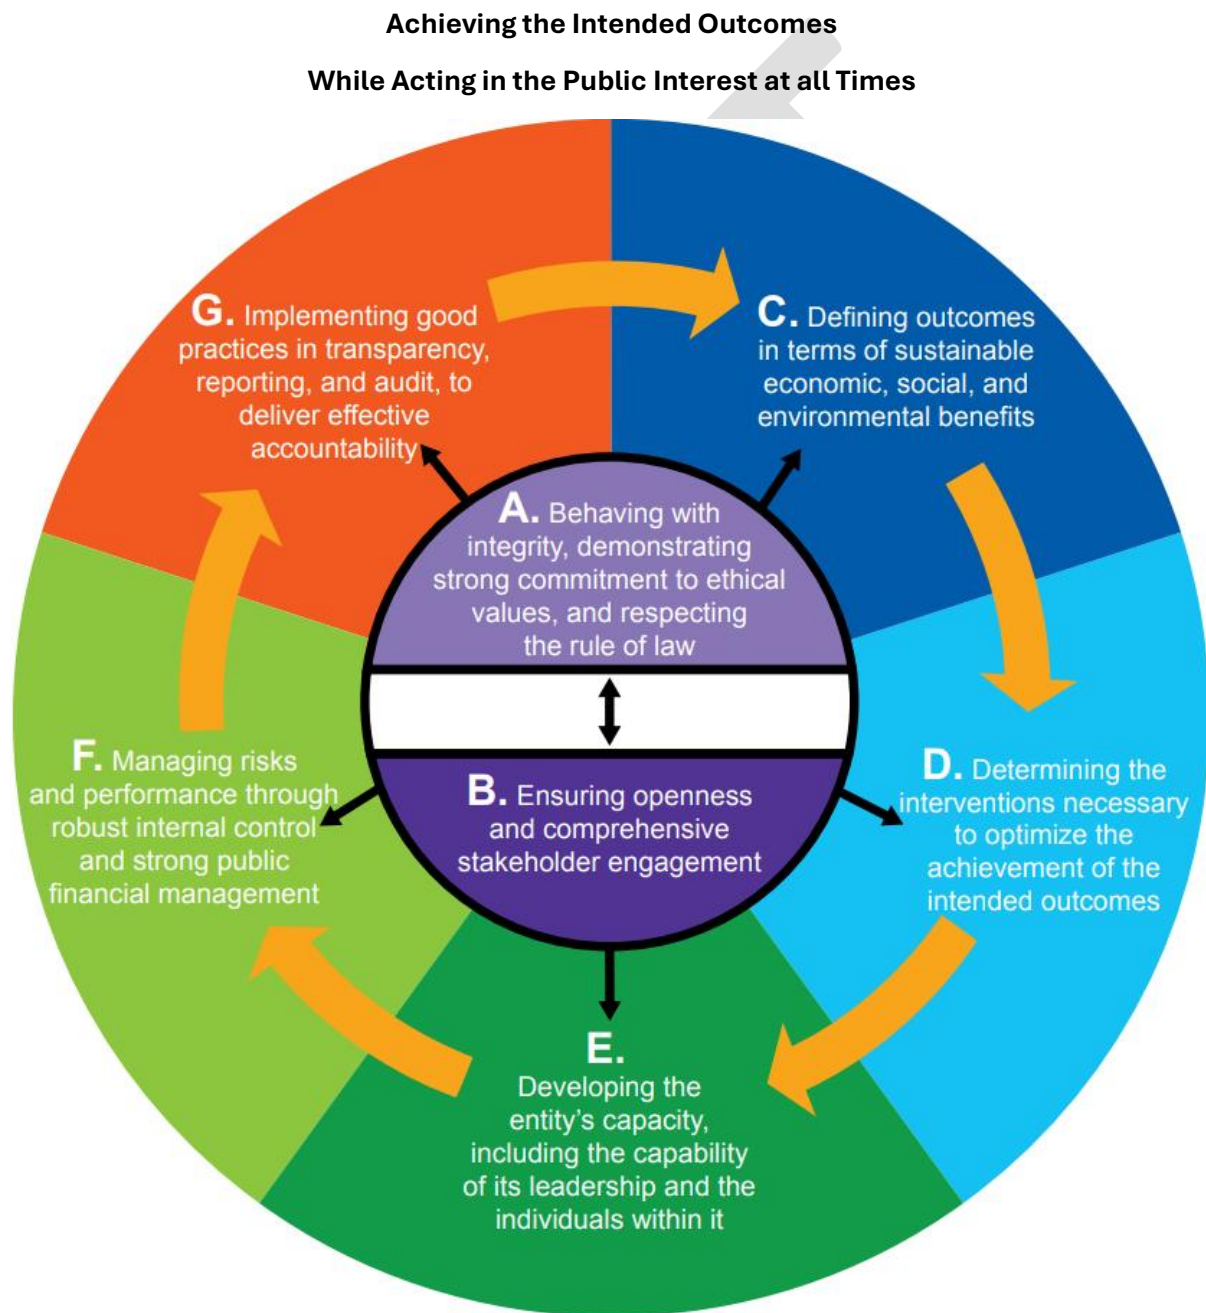 Achieving the Intended Outcomes
While Acting in the Public Interest at all Times
G. Implementing good
practices in transparency,
reporting, and audit, to
deliver effective
accountability
C. Defining outcomes
in terms of sustainable
economic, social, and
environmental benefits
A. Behaving with
integrity, demonstrating
strong commitment to ethical
values, and respecting
the rule of law
B. Ensuring openness
and comprehensive
stakeholder engagement
F. Managing risks
and performance through
robust internal control
and strong public
financial management
D. Determining the
interventions necessary
to optimize the
achievement of the
intended outcomes
E.
Developing the
entity's capacity,
including the capability
of its leadership and the
individuals within it